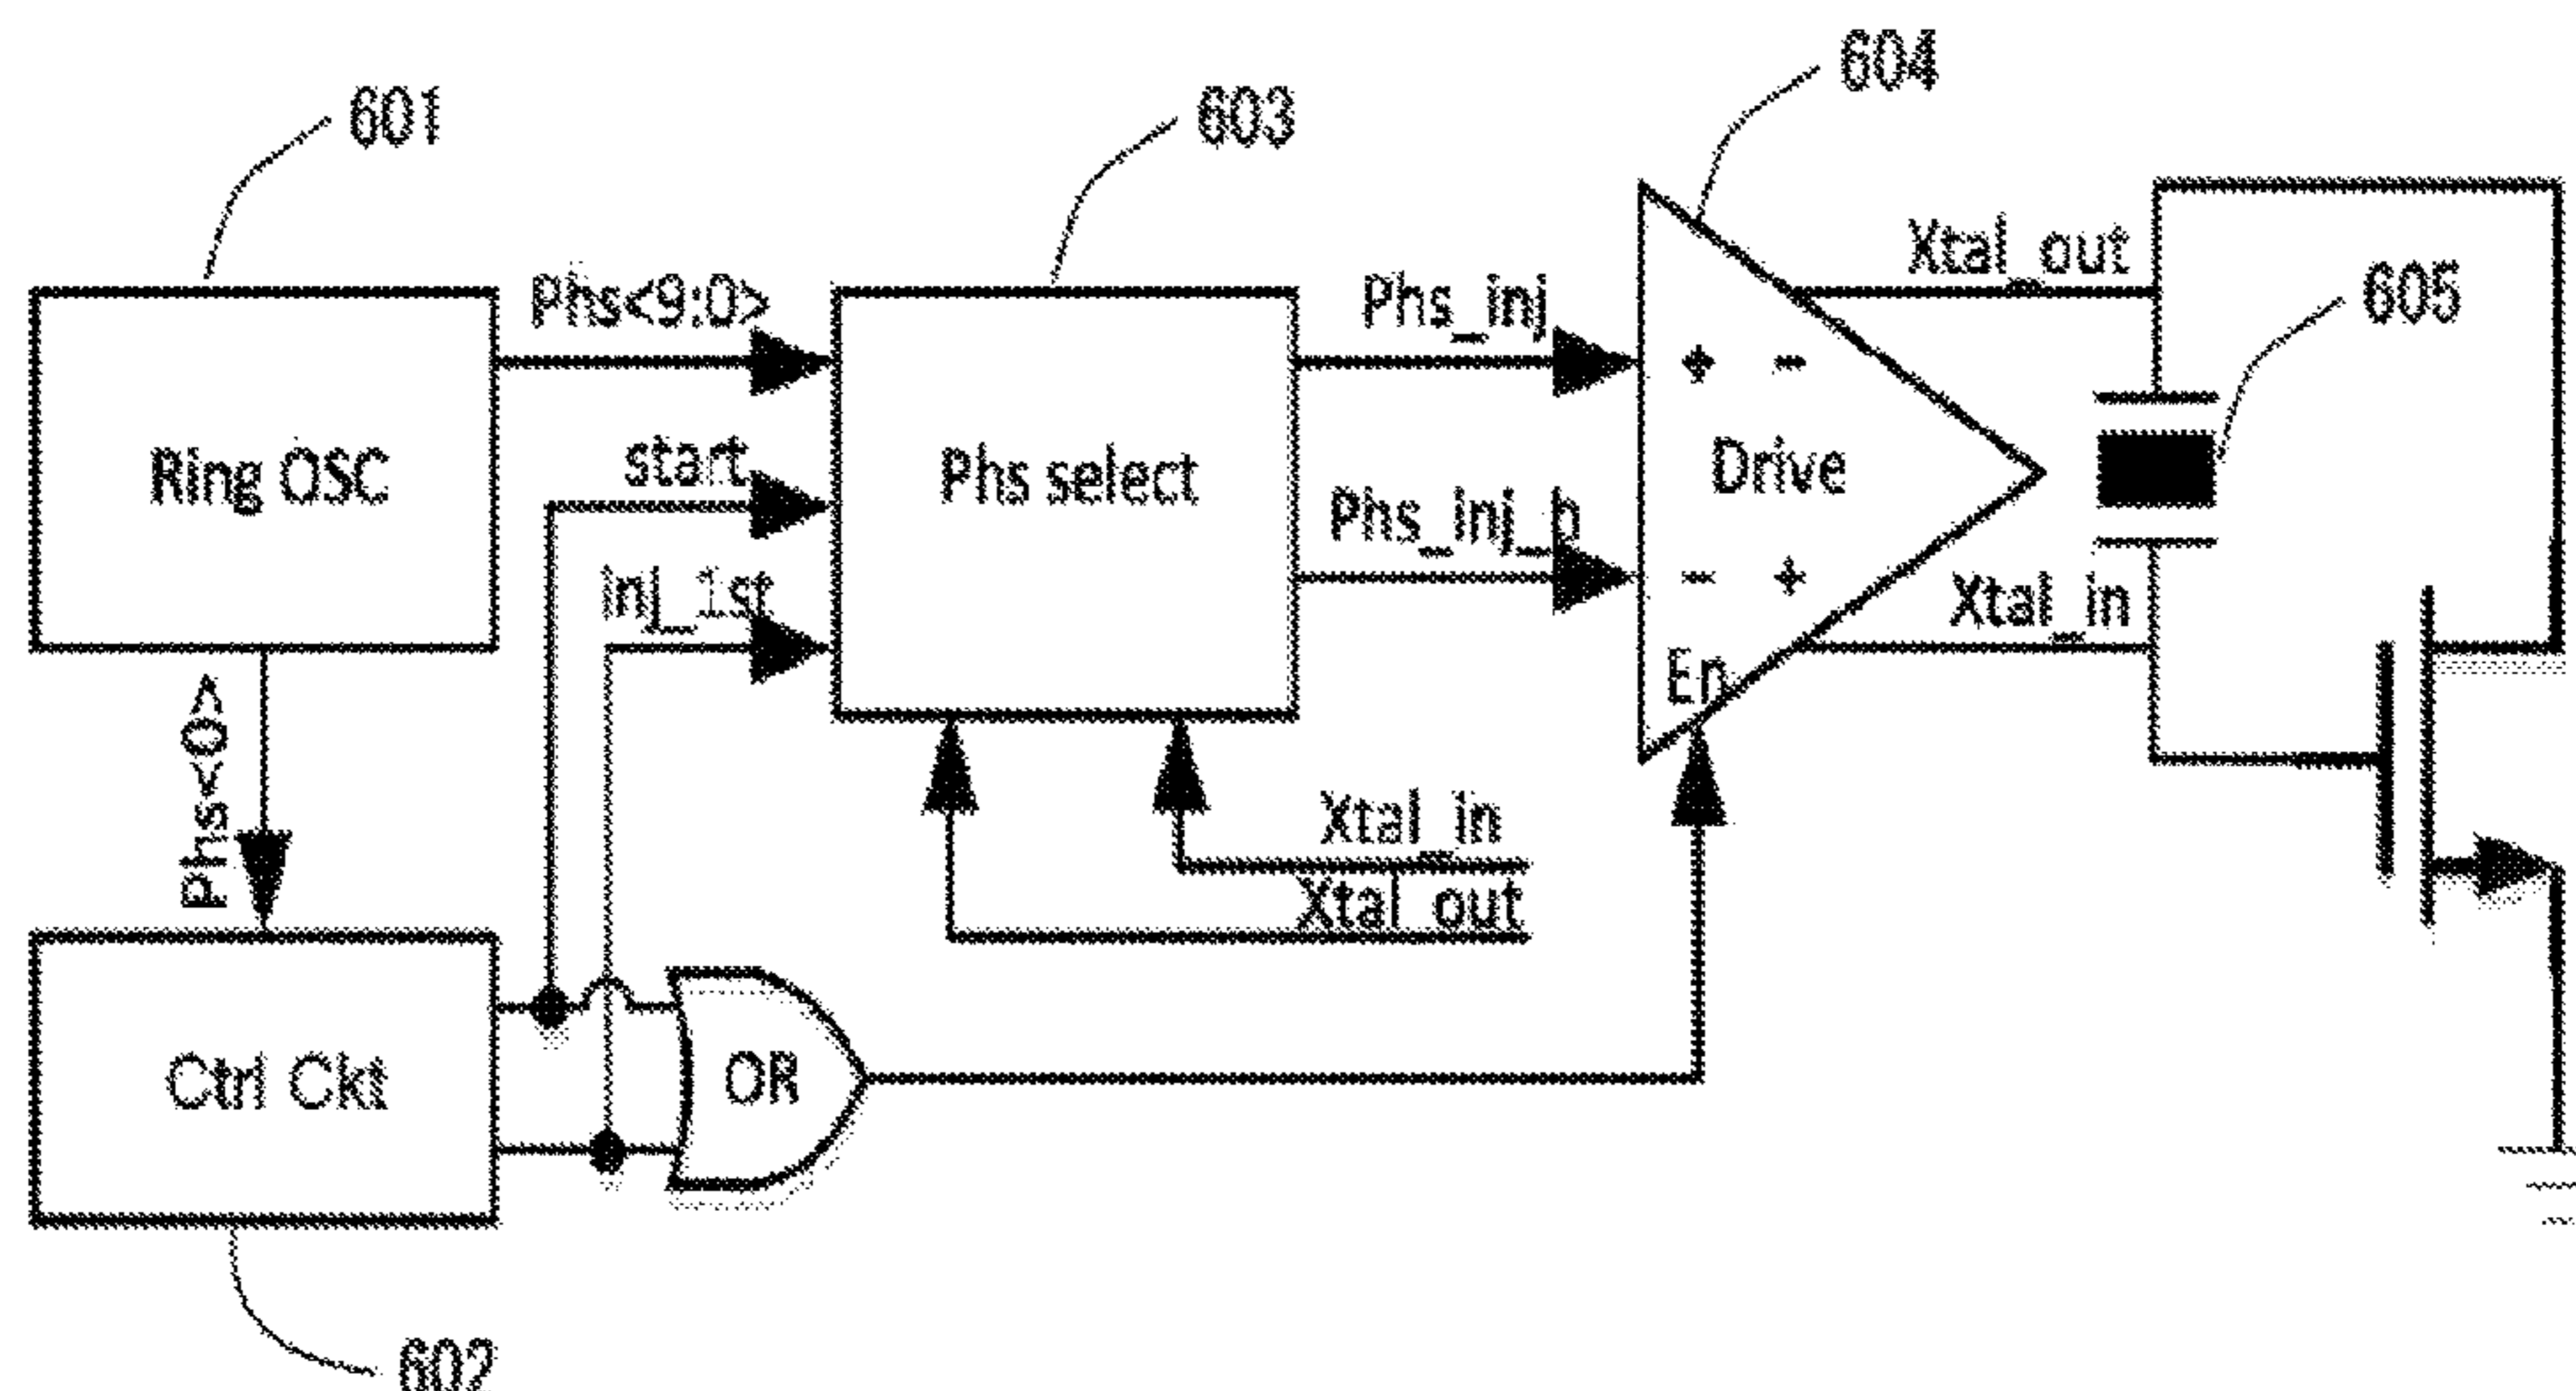 604
601
603
Xtal_out
605
Phs<9:0>
Phs_inj
+ -
start
Ring OSC
Phs select
Drive
Phs_inj_b
Inj_1st
- +
Xtal_in
En
Phs<0>
Xtal_in
Xtal_out
Ctrl Ckt
OR
602